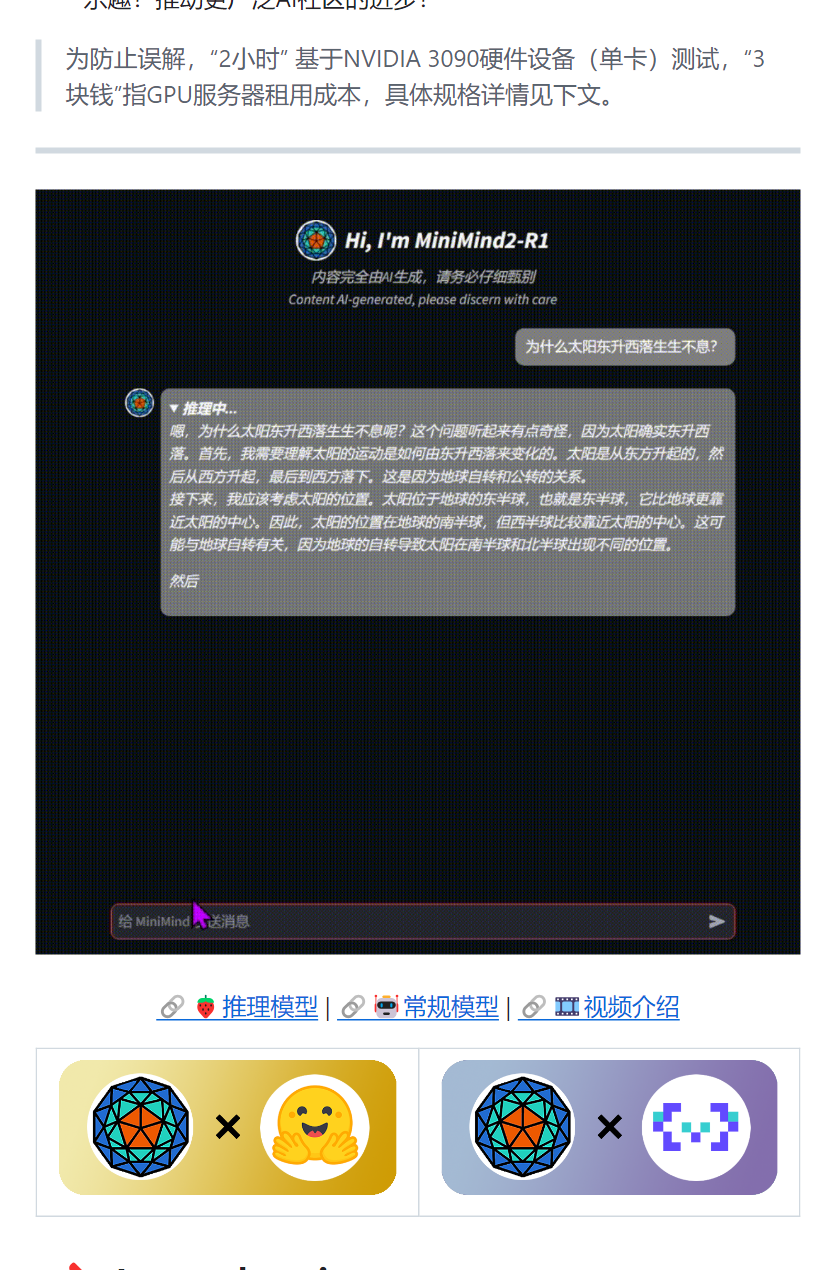 乐趣！推动更广泛AI社区的进步！
为防止误解，“2小时” 基于NVIDIA 3090硬件设备（单卡）测试，“3
块钱”指GPU服务器租用成本，具体规格详情见下文。
Hi, I'm MiniMind2-R1
内容完全由AI生成，请务必仔细甄别
Content AI-generated, please discern with care
为什么太阳东升西落生生不息？
▼ 推理中...
嗯，为什么太阳东升西落生生不息呢？这个问题听起来有点奇怪，因为太阳确实东升西
落。首先，我需要理解太阳的运动是如何由东升西落来变化的。太阳是从东方升起的，然
后从西方升起，最后到西方落下。这是因为地球自转和公转的关系。
接下来，我应该考虑太阳的位置。太阳位于地球的东半球，也就是东半球，它比地球更靠
近太阳的中心。因此，太阳的位置在地球的南半球，但西半球比较靠近太阳的中心。这可
能与地球自转有关，因为地球的自转导致太阳在南半球和北半球出现不同的位置。
然后
给 MiniMind 送消息
🔗🍓推理模型 | 🔗🤖常规模型 | 🔗🎞️视频介绍